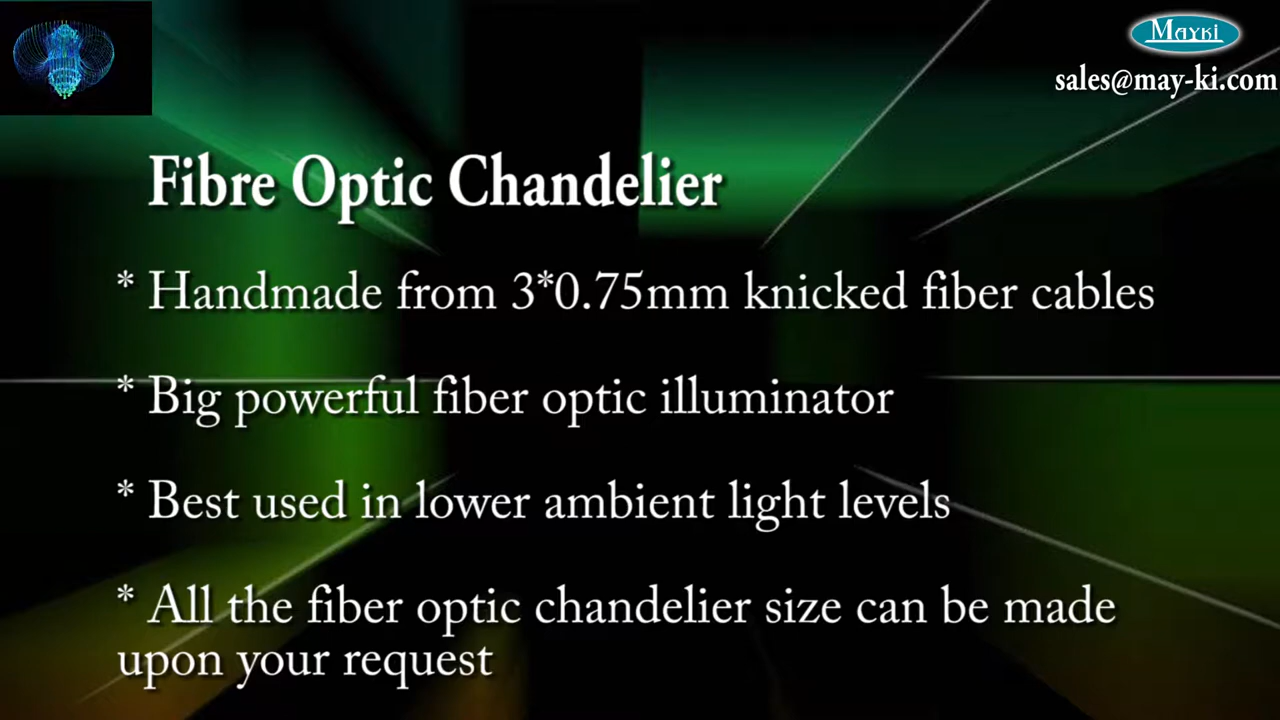 Mayki
sales@may-ki.com
Fibre Optic Chandelier
* Handmade from 3*0.75mm knicked fiber cables
* Big powerful fiber optic illuminator
* Best used in lower ambient light levels
* All the fiber optic chandelier size can be made
upon your request